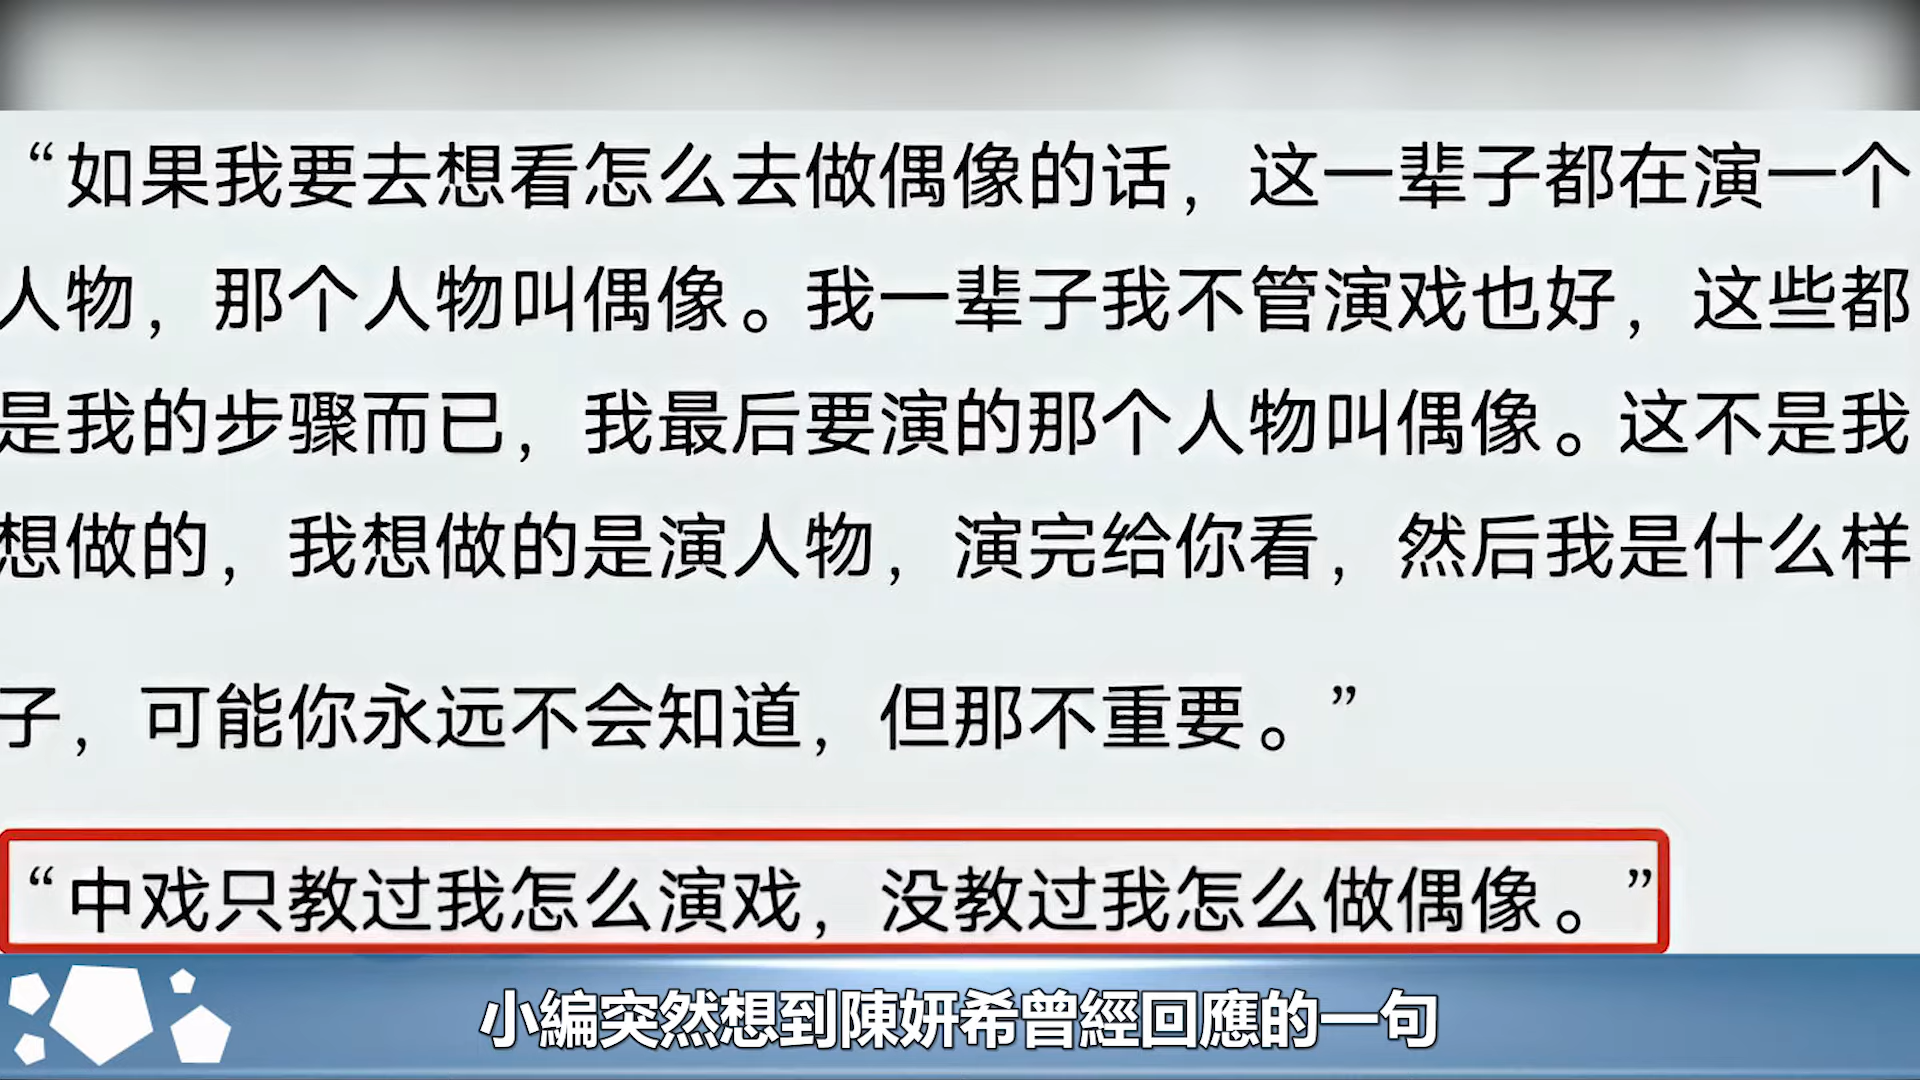 “如果我要去想看怎么去做偶像的话，这一辈子都在演一个
人物，那个人物叫偶像。我一辈子我不管演戏也好，这些都
是我的步骤而已，我最后要演的那个人物叫偶像。这不是我
想做的，我想做的是演人物，演完给你看，然后我是什么样
子，可能你永远不会知道，但那不重要。”
“中戏只教过我怎么演戏，没教过我怎么做偶像。”
小編突然想到陳妍希曾經回應的一句